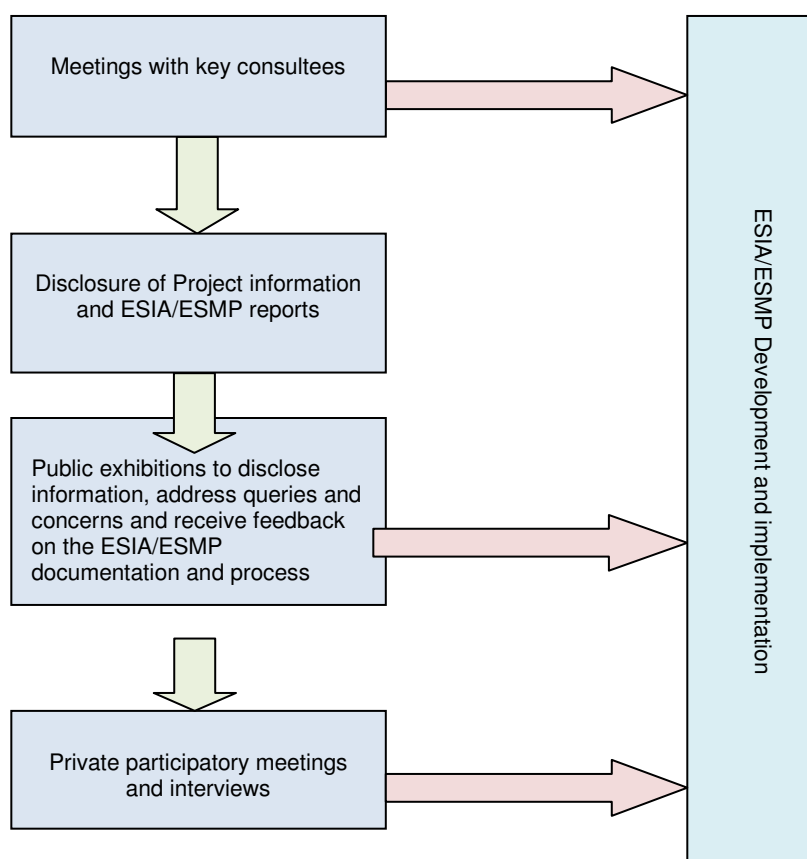 Meetings with key consultees
Disclosure of Project information
and ESIA/ESMP reports
Public exhibitions to disclose
information, address queries and
concerns and receive feedback
on the ESIA/ESMP
documentation and process
Private participatory meetings
and interviews
ESIA/ESMP Development and implementation